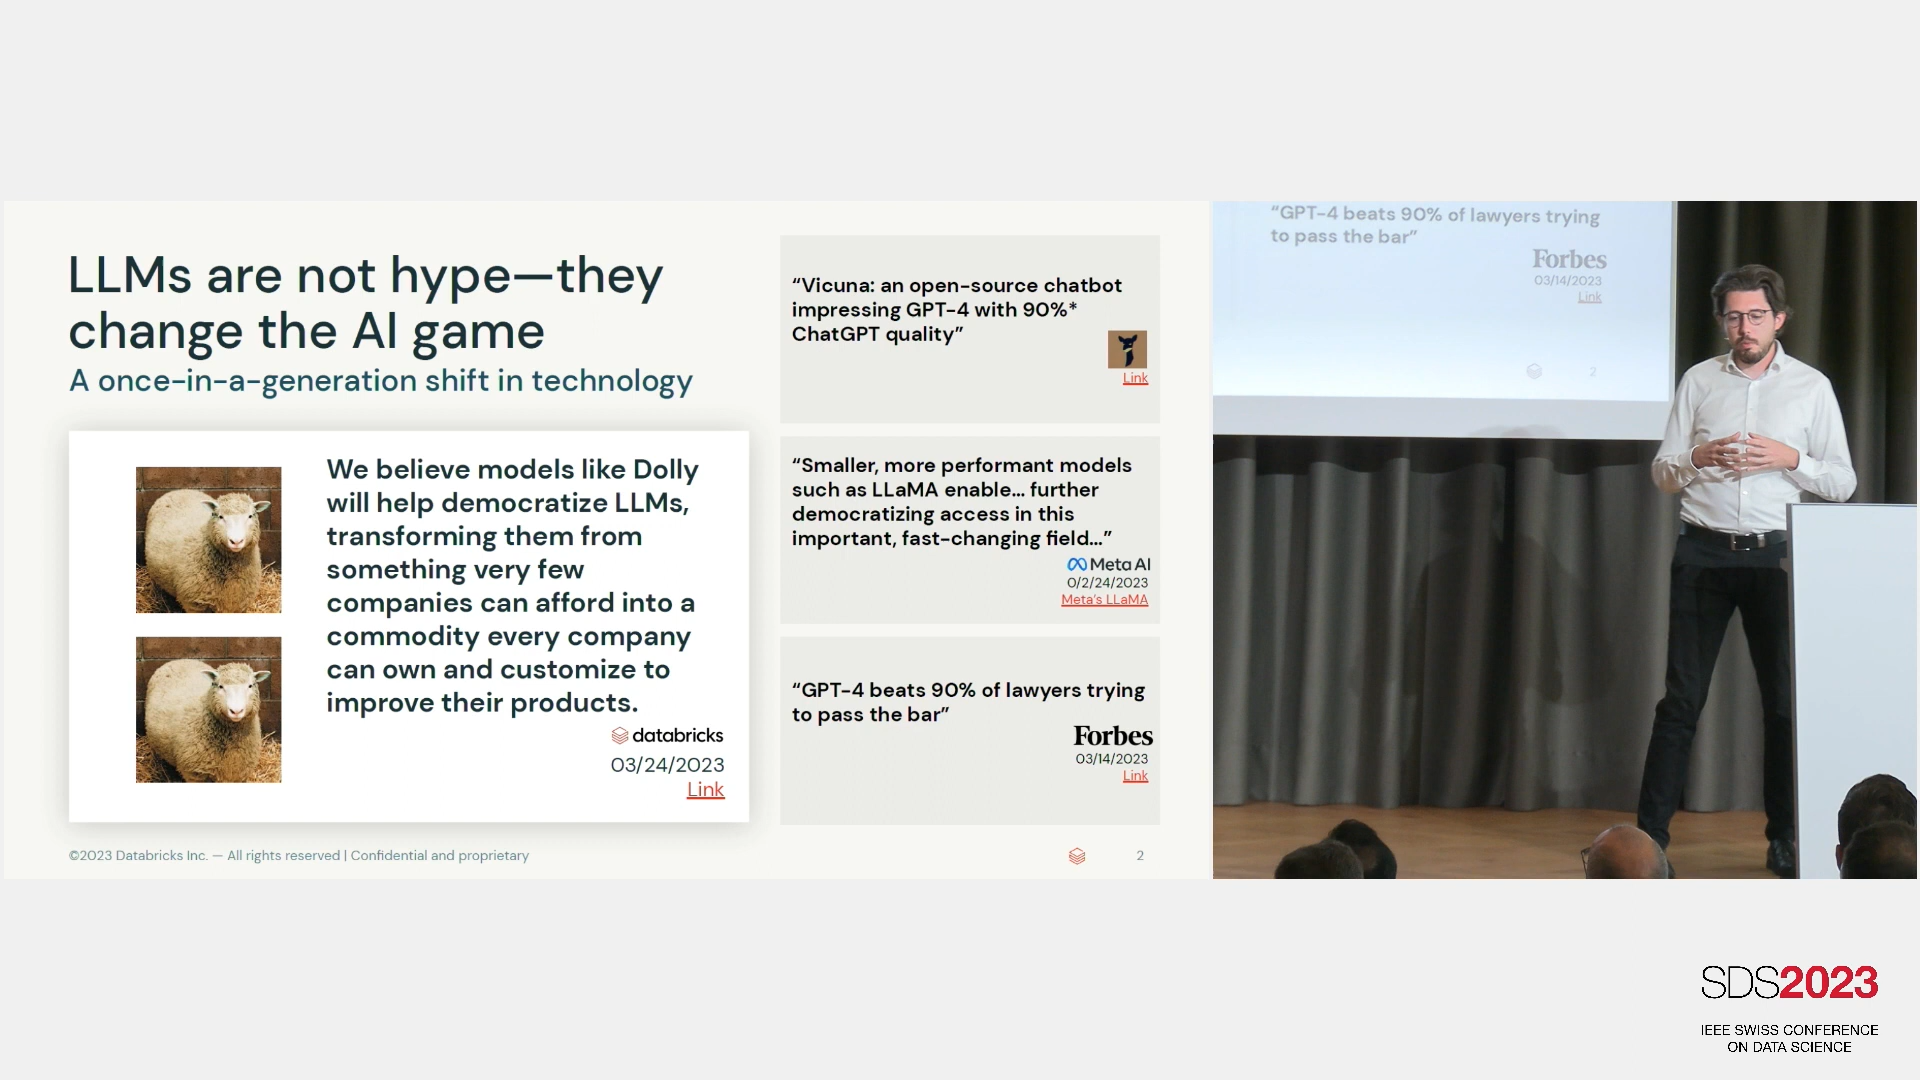 LLMs are not hype—they
change the AI game
A once-in-a-generation shift in technology
We believe models like Dolly
will help democratize LLMs,
transforming them from
something very few
companies can afford into a
commodity every company
can own and customize to
improve their products.
databricks
03/24/2023
Link
“Vicuna: an open-source chatbot
impressing GPT-4 with 90%*
ChatGPT quality”
Link
“Smaller, more performant models
such as LLaMA enable... further
democratizing access in this
important, fast-changing field...”
Meta AI
0/2/24/2023
Meta's LLaMA
“GPT-4 beats 90% of lawyers trying
to pass the bar”
Forbes
03/14/2023
Link
©2023 Databricks Inc. — All rights reserved | Confidential and proprietary
2
“GPT-4 beats 90% of lawyers trying
to pass the bar”
Forbes
03/14/2023
Link
2
SDS2023
IEEE SWISS CONFERENCE
ON DATA SCIENCE